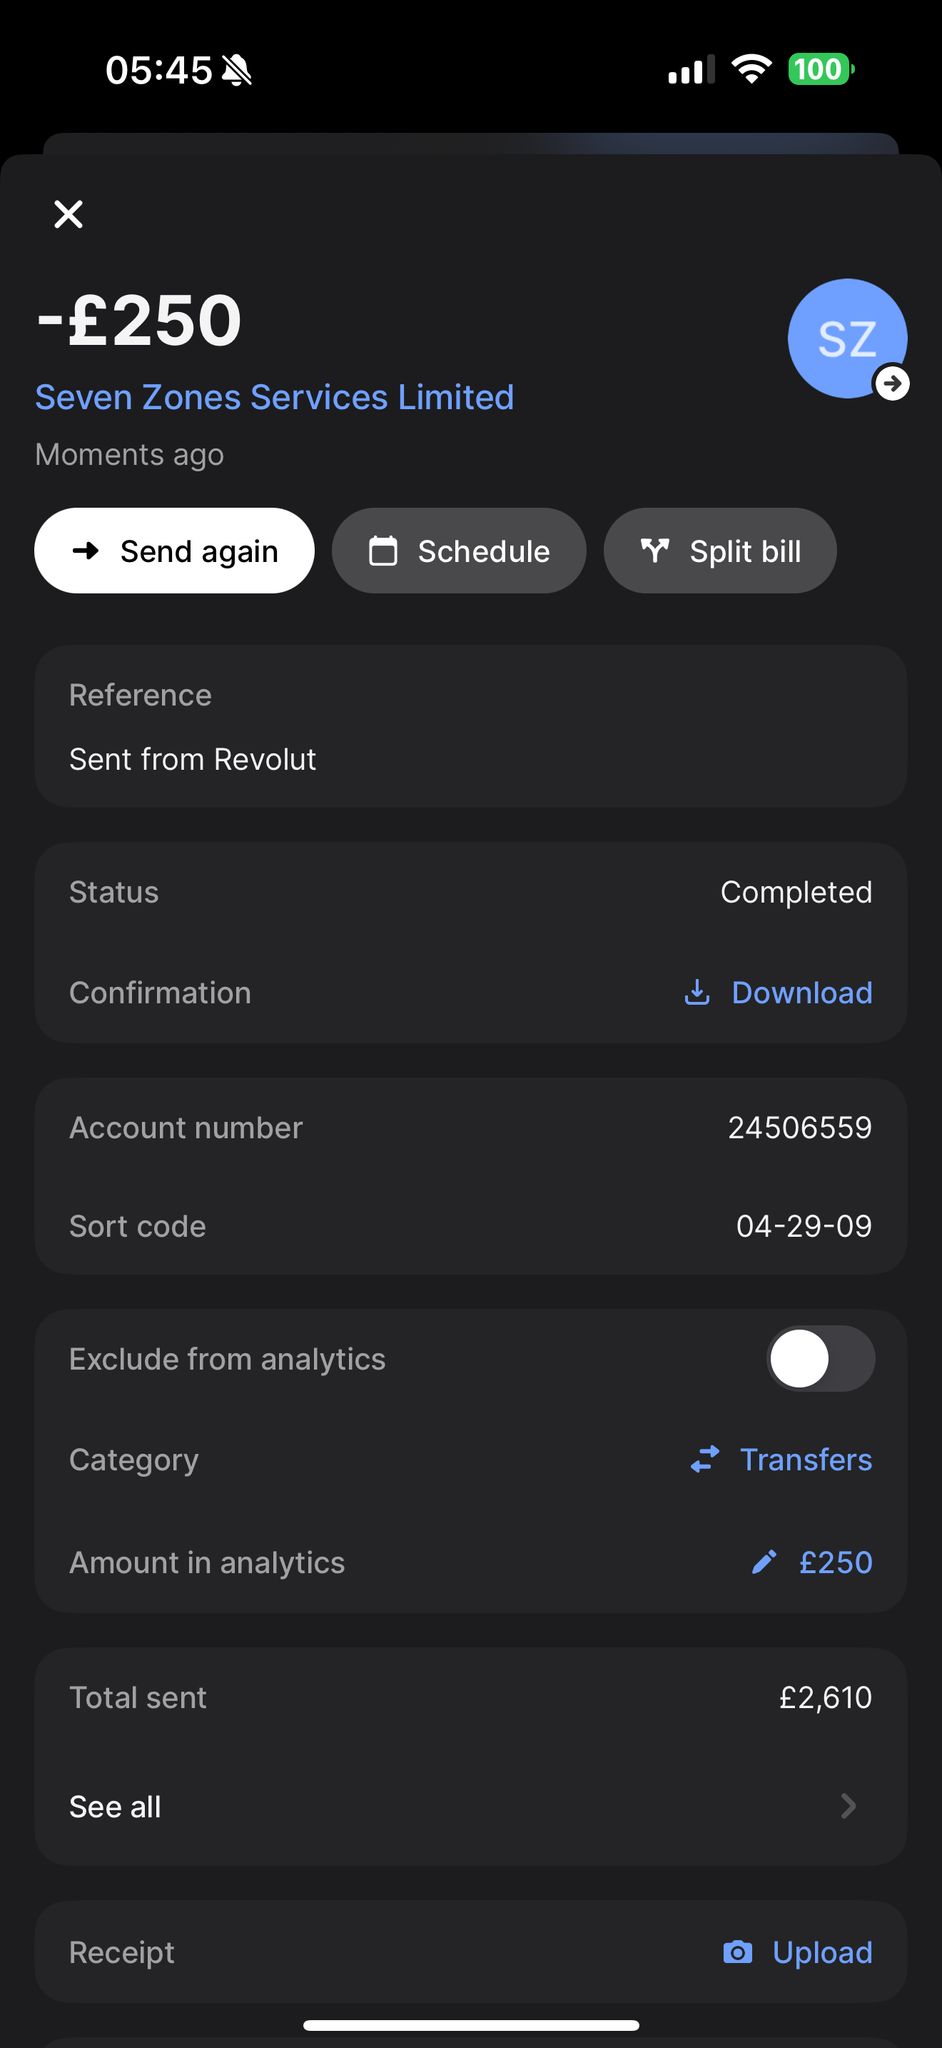 05:45
100
-£250
SZ
Seven Zones Services Limited
Moments ago
Send again
Schedule
Split bill
Reference
Sent from Revolut
Status
Completed
Confirmation
Download
Account number
24506559
Sort code
04-29-09
Exclude from analytics
Category
Transfers
Amount in analytics
£250
Total sent
£2,610
See all
Receipt
Upload